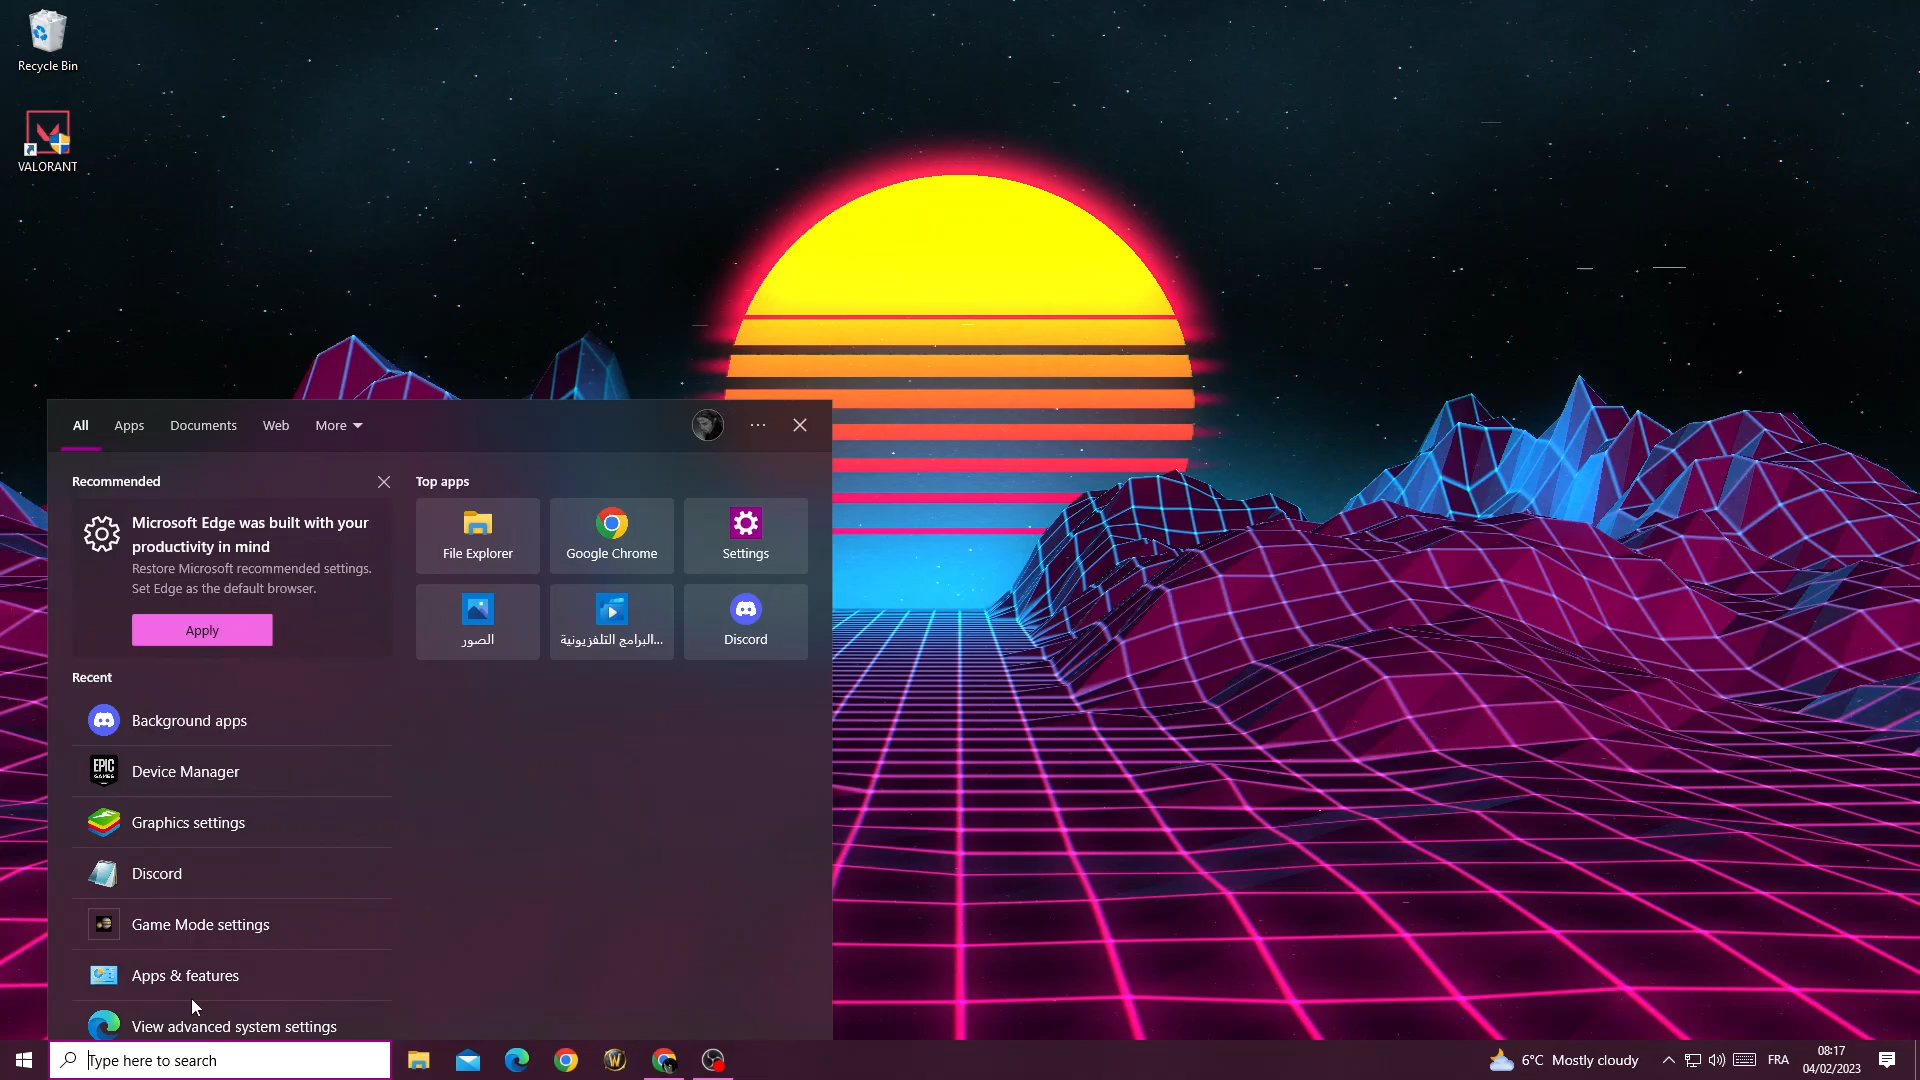 Recycle Bin
VALORANT
All
Apps
Documents
Web
More
Recommended
Microsoft Edge was built with your
productivity in mind
Restore Microsoft recommended settings.
Set Edge as the default browser.
Apply
Top apps
File Explorer
Google Chrome
Settings
الصور
البرامج التلفزيونية...
Discord
Recent
Background apps
EPIC
GAMES
Device Manager
Graphics settings
Discord
Game Mode settings
Apps & features
View advanced system settings
Type here to search
W
6°C Mostly cloudy
FRA
08:17
04/02/2023